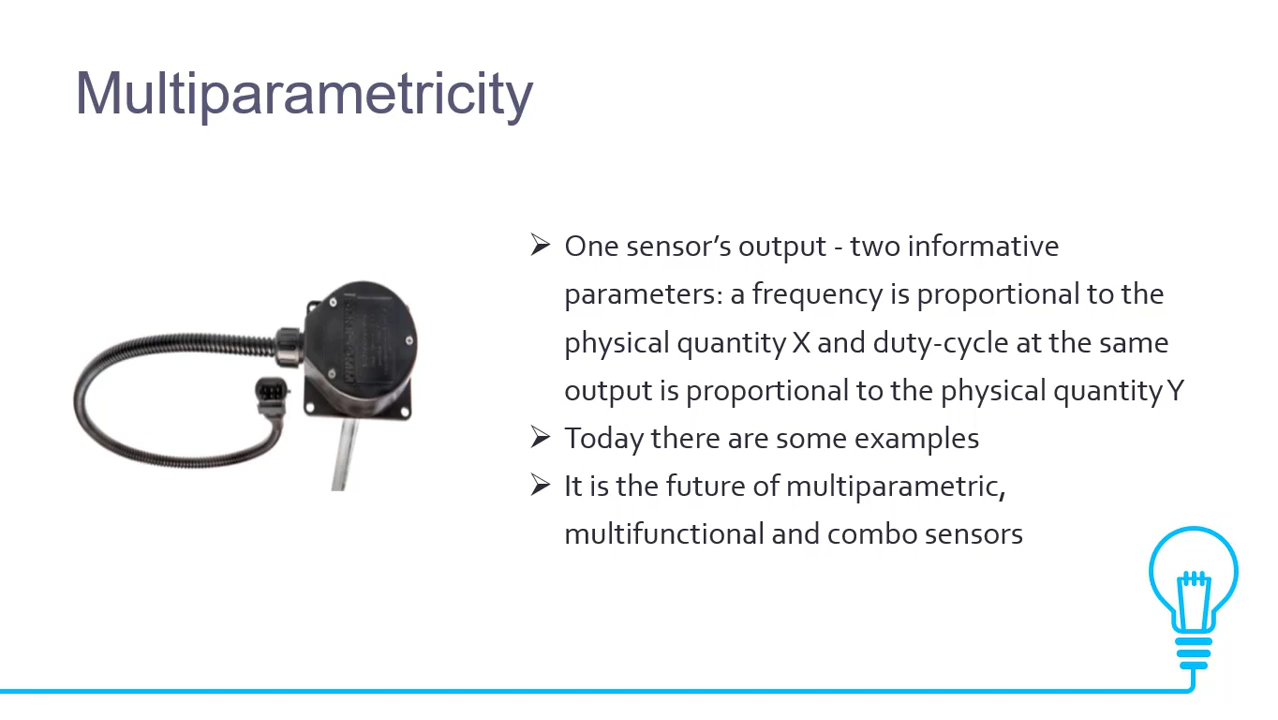 Multiparametricity
➢ One sensor’s output - two informative
parameters: a frequency is proportional to the
physical quantity X and duty-cycle at the same
output is proportional to the physical quantity Y
➢ Today there are some examples
➢ It is the future of multiparametric,
multifunctional and combo sensors